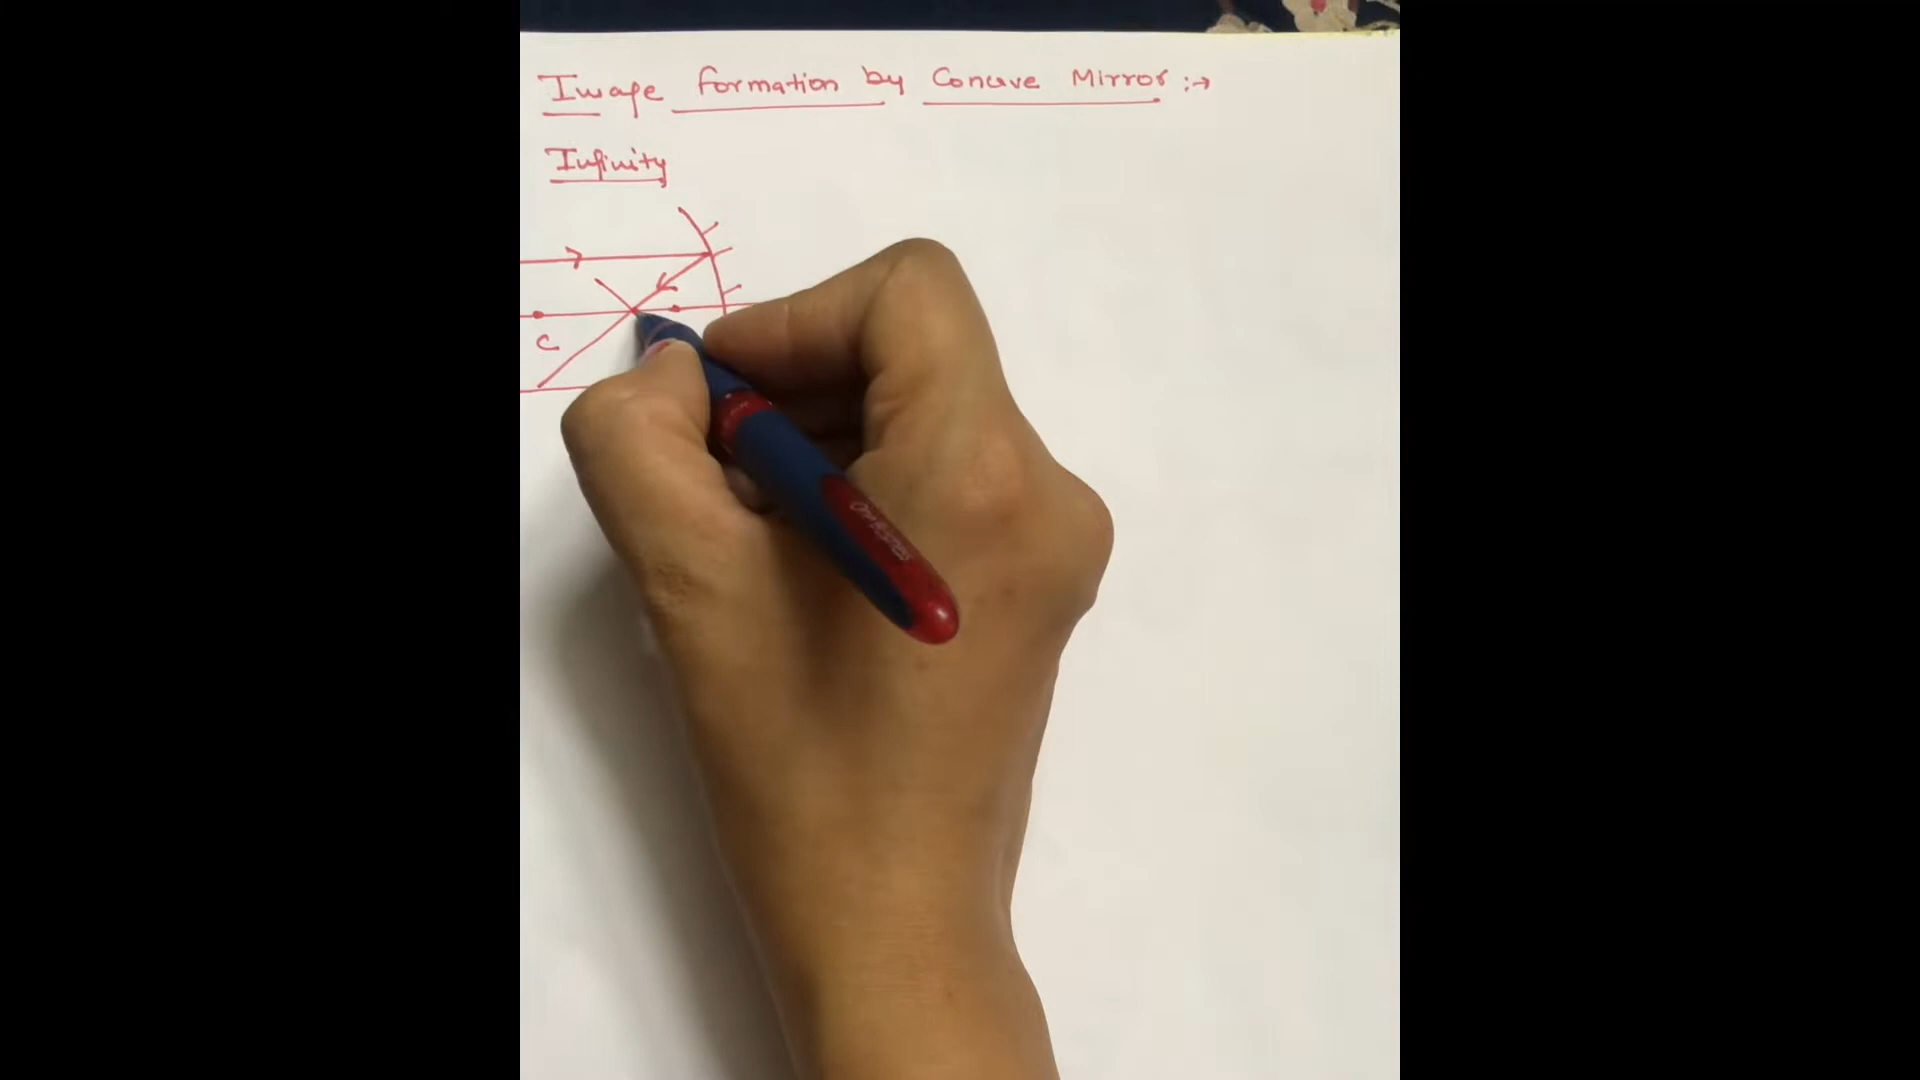 Image formation by Concave Mirror :→
Infinity
C